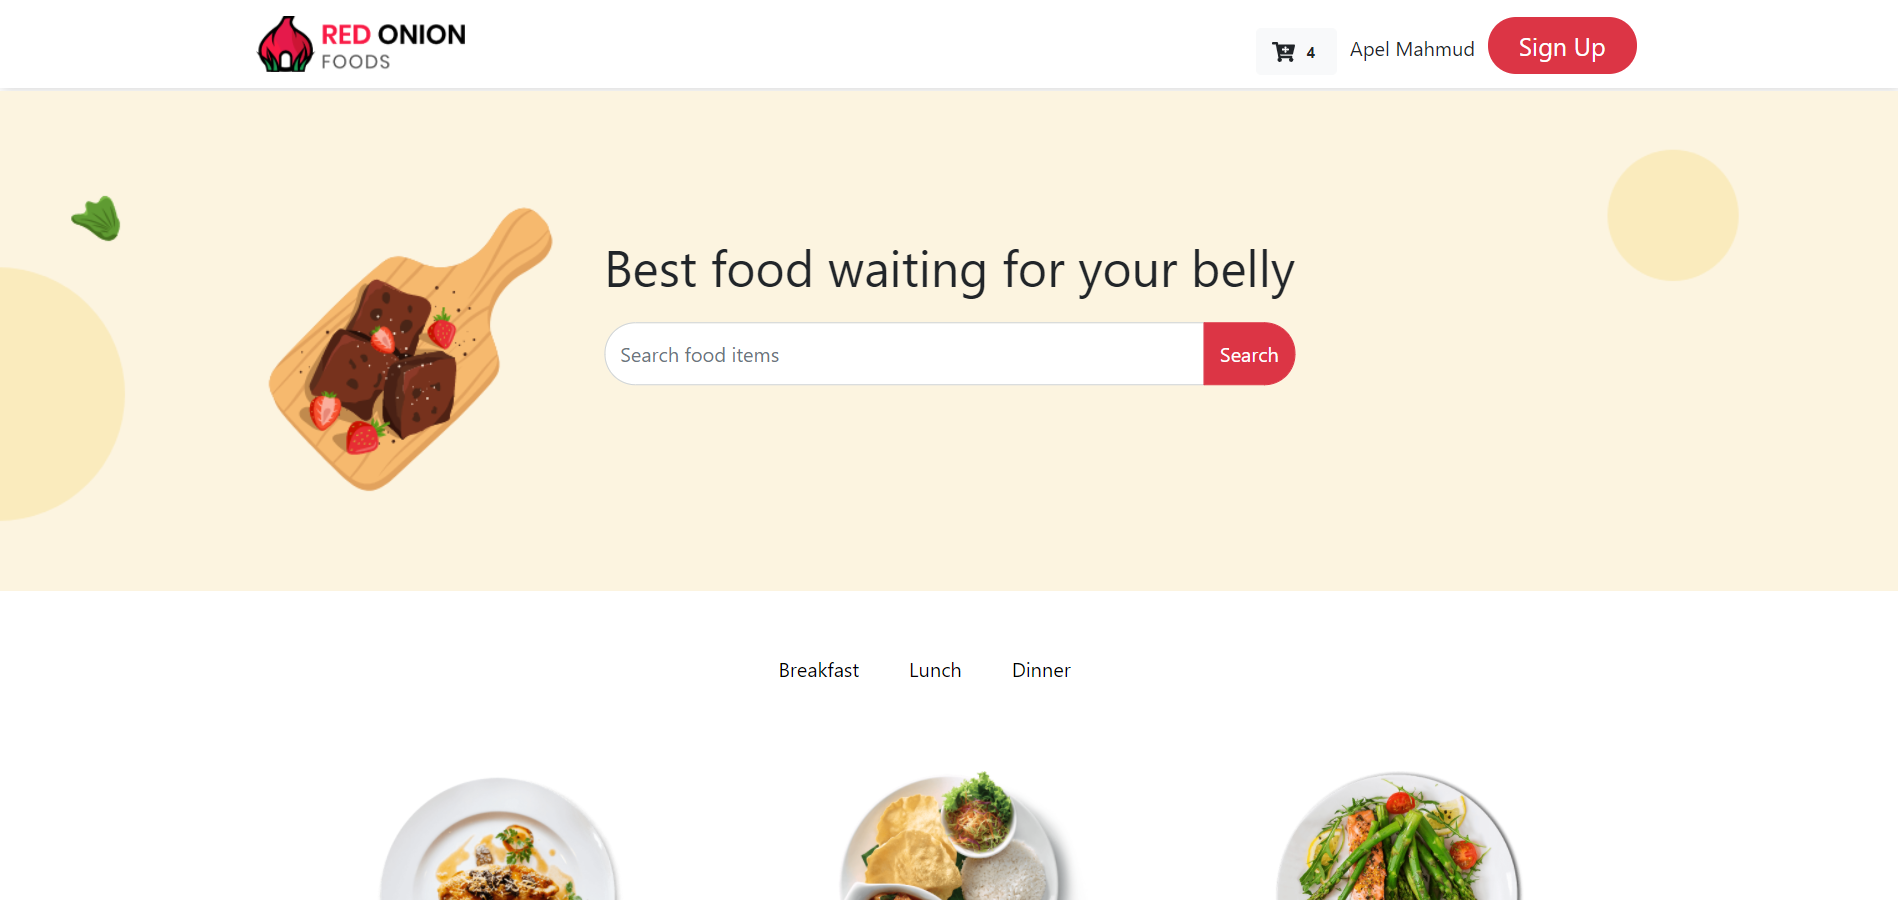 RED ONION
FOODS
4
Apel Mahmud
Sign Up
Best food waiting for your belly
Search food items
Search
Breakfast
Lunch
Dinner